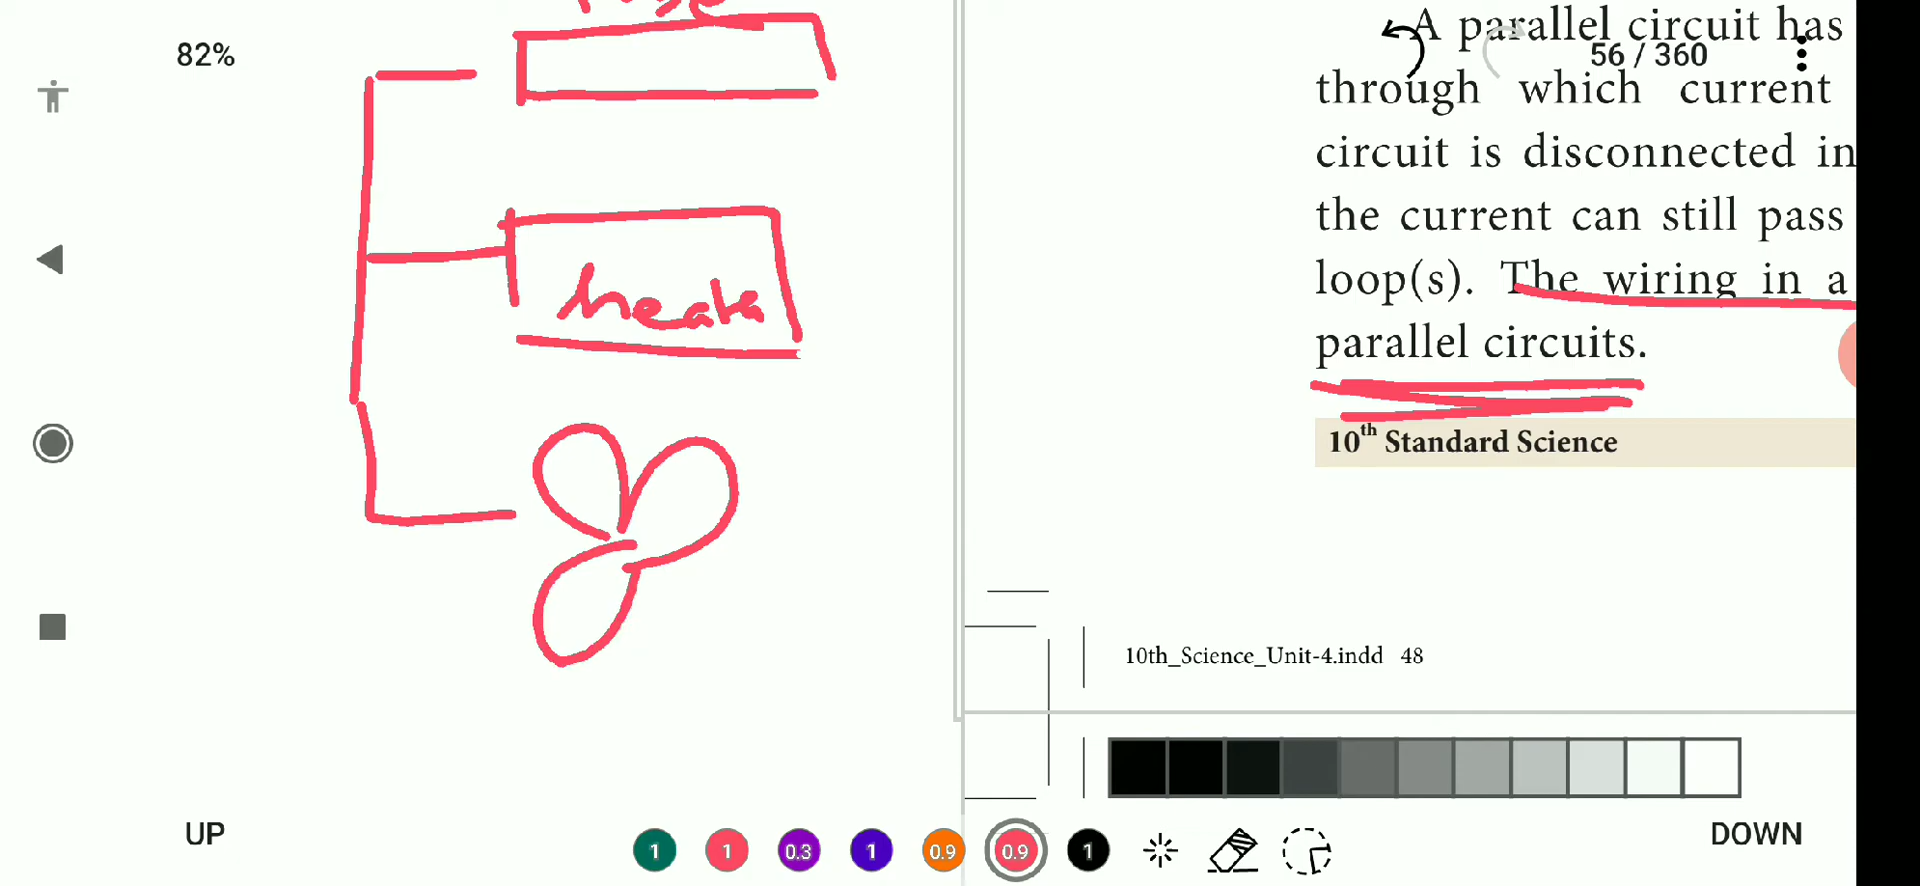 82%
56 / 360
A parallel circuit has
through which current
circuit is disconnected in
the current can still pass
loop(s). The wiring in a
parallel circuits.
10th Standard Science
10th_Science_Unit-4.indd 48
UP
1
1
0.3
1
0.9
0.9
1
DOWN